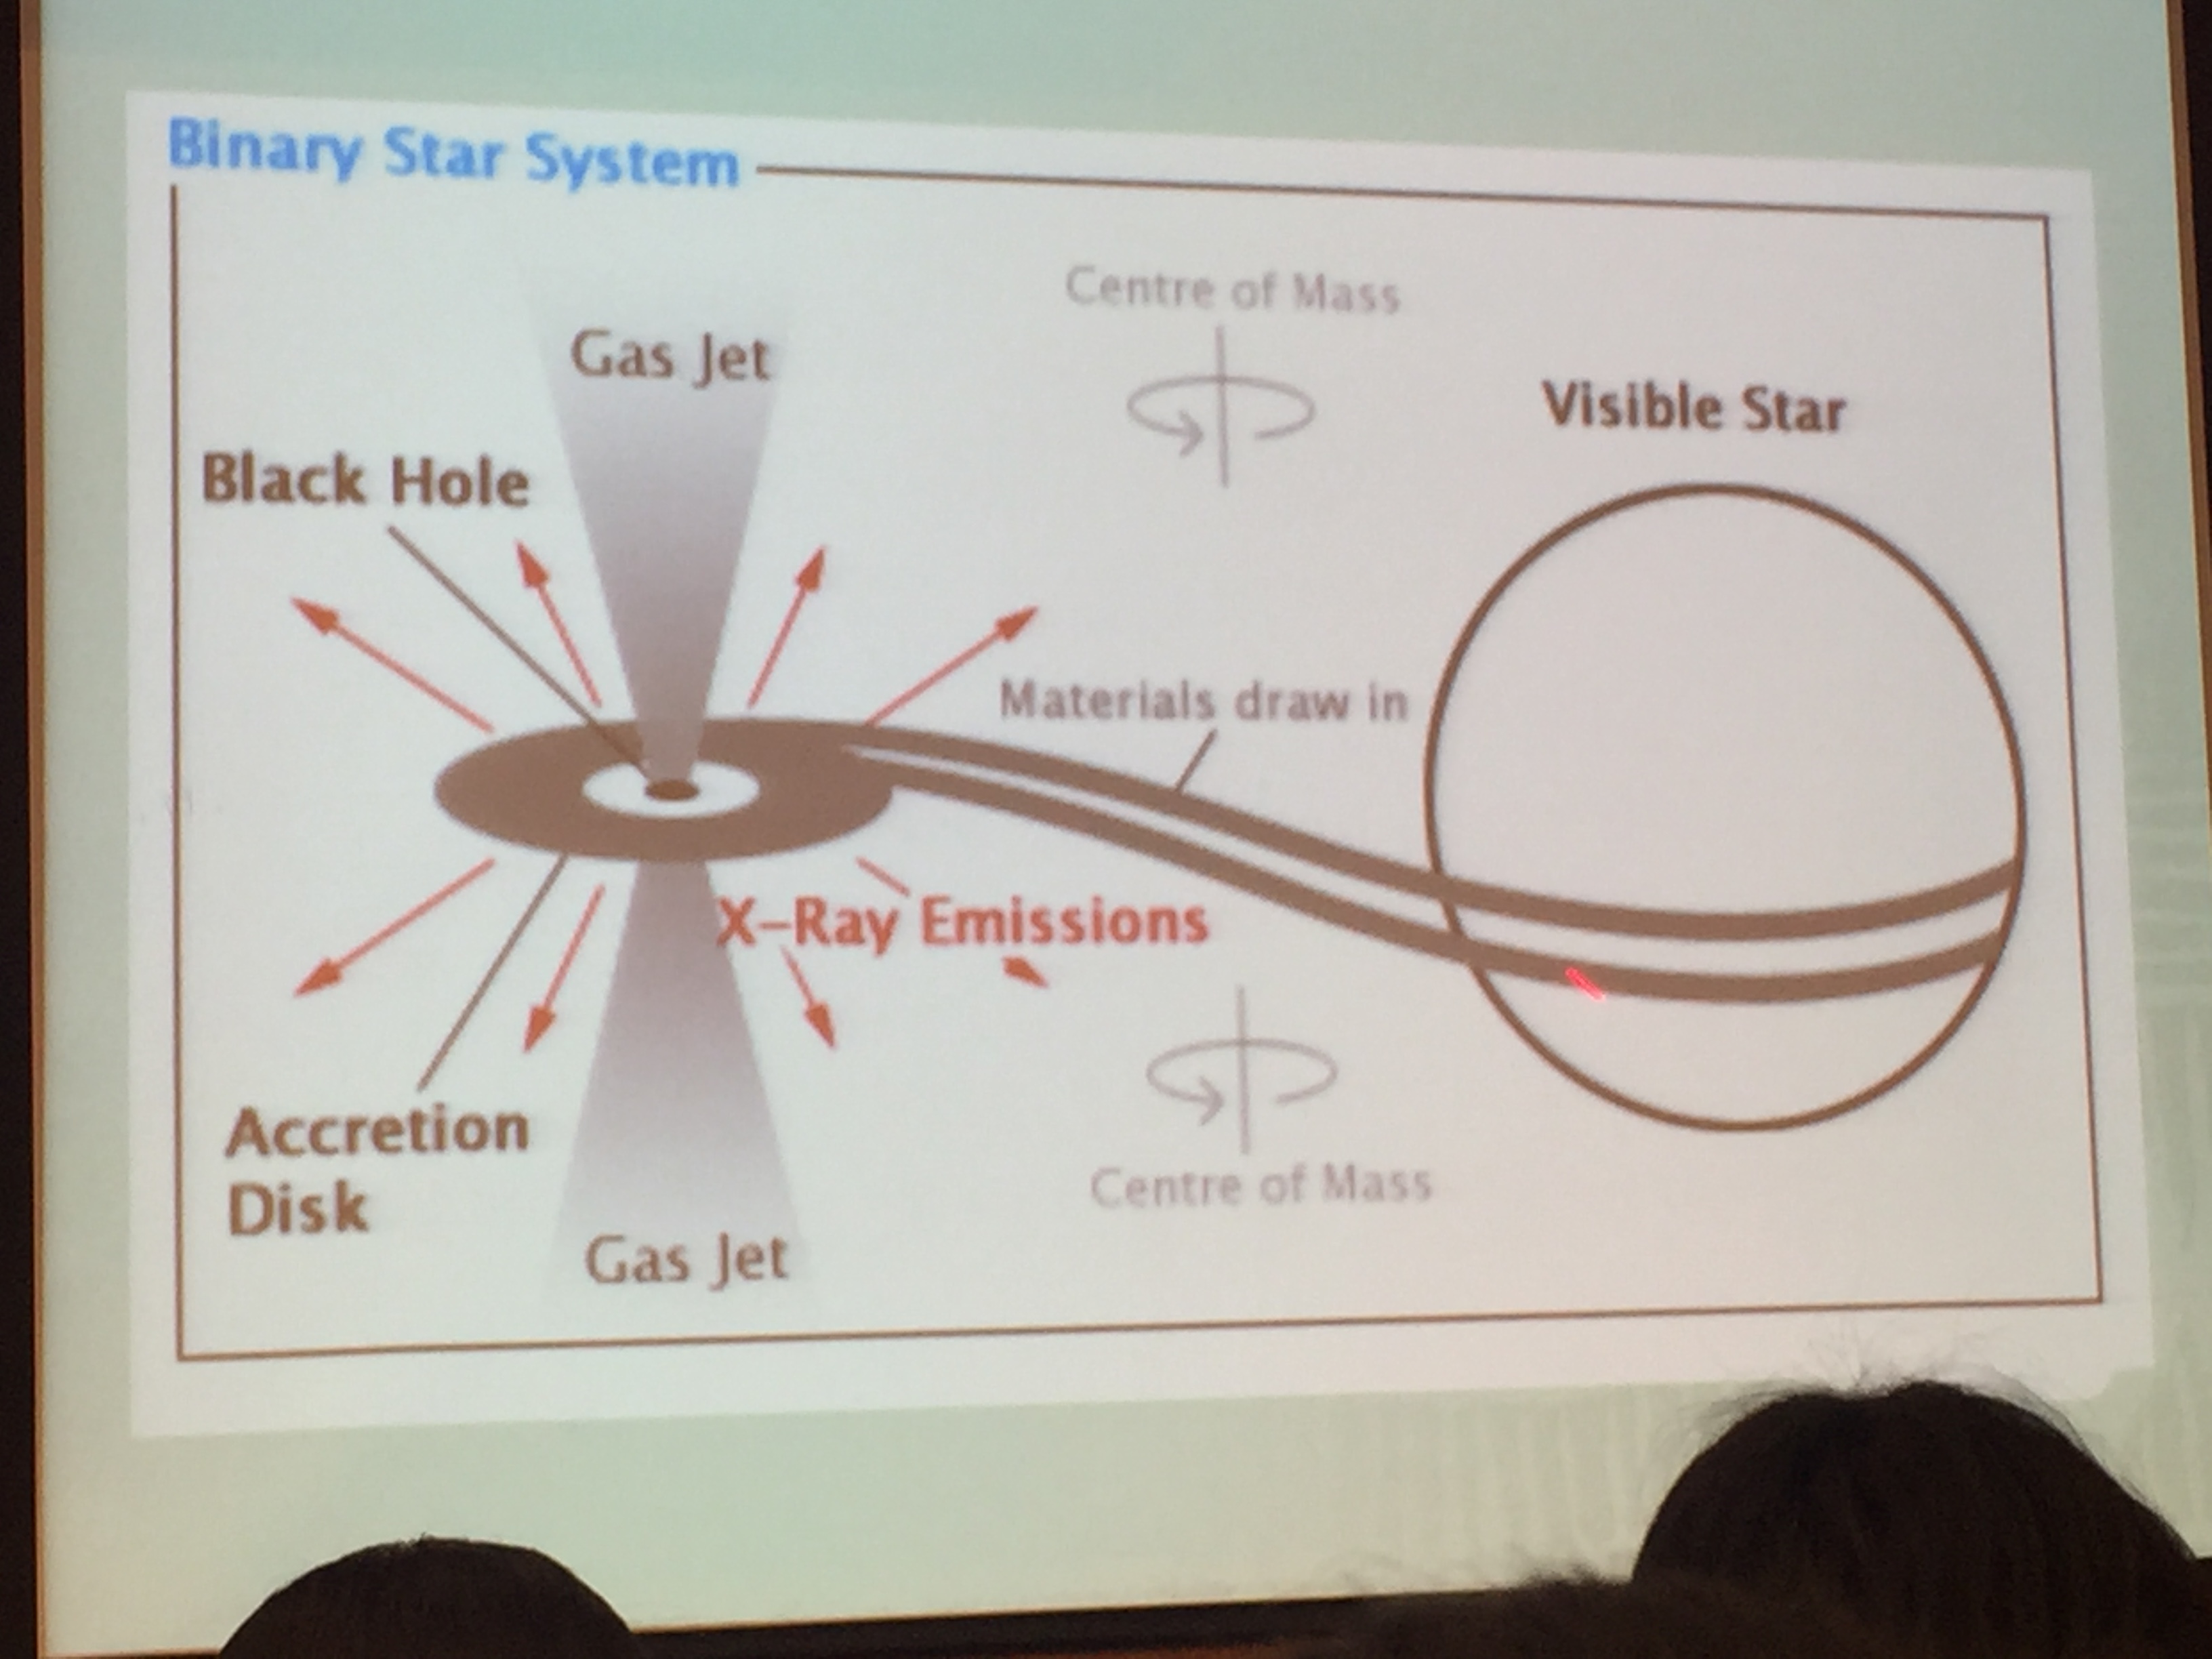 Binary Star System
Centre of Mass
Gas Jet
Visible Star
Black Hole
Materials draw in
X-Ray Emissions
Accretion
Disk
Centre of Mass
Gas Jet